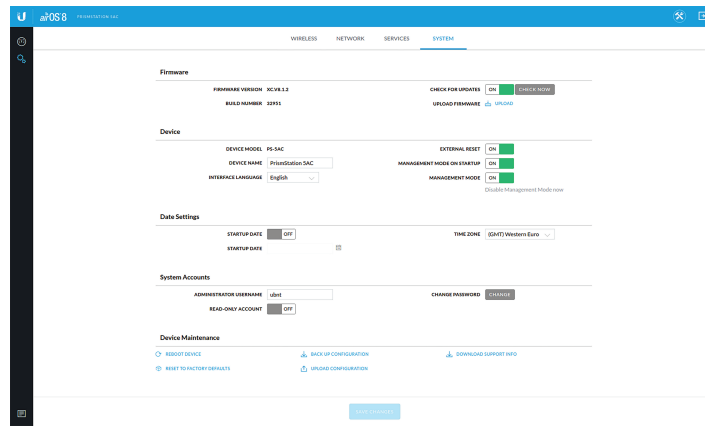 U airOS 8 PRISMSTATION 5AC
WIRELESS NETWORK SERVICES SYSTEM
Firmware
FIRMWARE VERSION XC.V8.1.2 CHECK FOR UPDATES ON CHECK NOW
BUILD NUMBER 32951 UPLOAD FIRMWARE UPLOAD
Device
DEVICE MODEL PS-5AC EXTERNAL RESET ON
DEVICE NAME PrismStation 5AC MANAGEMENT MODE ON STARTUP ON
INTERFACE LANGUAGE English MANAGEMENT MODE ON
Disable Management Mode now
Date Settings
STARTUP DATE OFF TIME ZONE (GMT) Western Euro
STARTUP DATE
System Accounts
ADMINISTRATOR USERNAME ubnt CHANGE PASSWORD CHANGE
READ-ONLY ACCOUNT OFF
Device Maintenance
REBOOT DEVICE BACK UP CONFIGURATION DOWNLOAD SUPPORT INFO
RESET TO FACTORY DEFAULTS UPLOAD CONFIGURATION
SAVE CHANGES